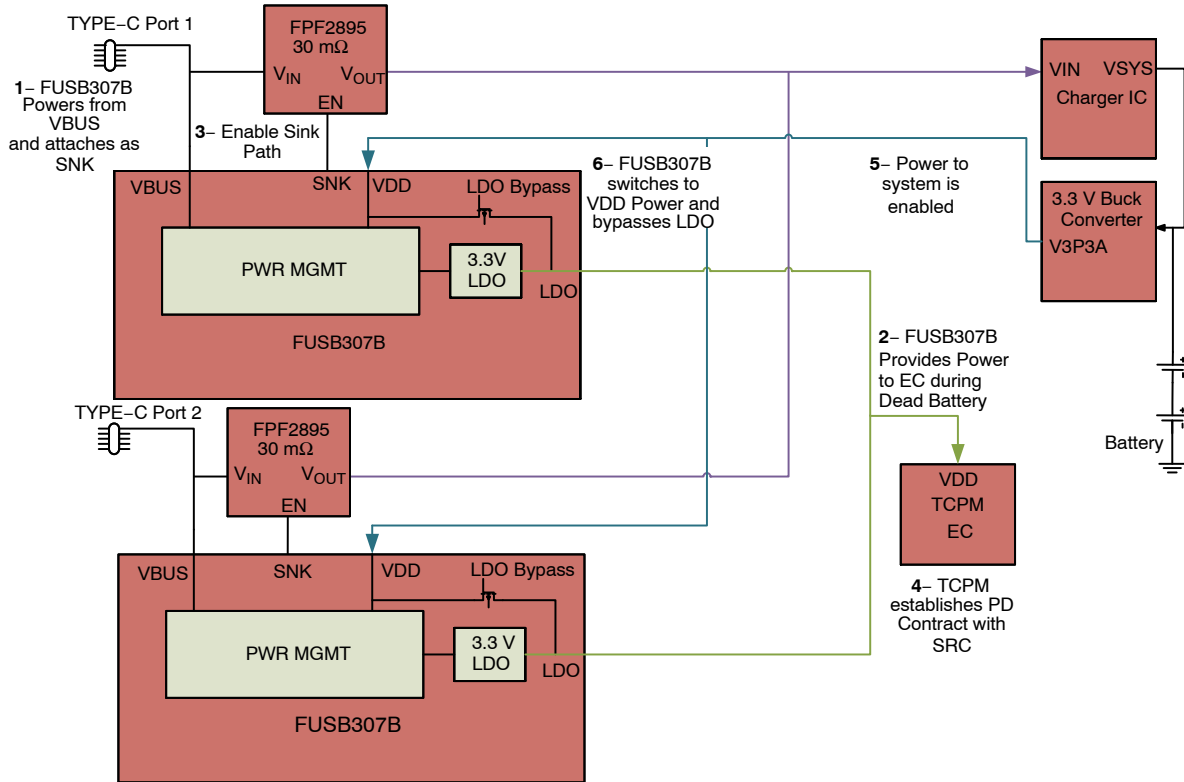 TYPE−C Port 1
1− FUSB307B
Powers from
VBUS
and attaches as
SNK
FPF2895
30 mΩ
VIN
VOUT
EN
3− Enable Sink
Path
VBUS
SNK
VDD
LDO Bypass
PWR MGMT
3.3V
LDO
LDO
FUSB307B
6− FUSB307B
switches to
VDD Power and
bypasses LDO
5− Power to
system is
enabled
VIN
VSYS
Charger IC
3.3 V Buck
Converter
V3P3A
2− FUSB307B
Provides Power
to EC during
Dead Battery
Battery
TYPE−C Port 2
FPF2895
30 mΩ
VIN
VOUT
EN
VBUS
SNK
VDD
LDO Bypass
PWR MGMT
3.3 V
LDO
LDO
FUSB307B
VDD
TCPM
EC
4− TCPM
establishes PD
Contract with
SRC